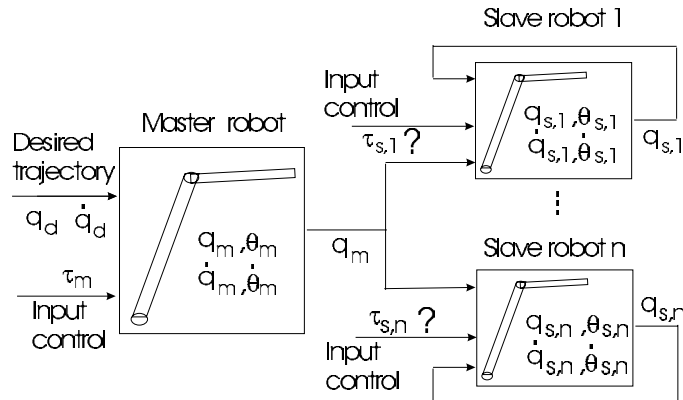 Slave robot 1
Input
control
τs,1 ?
qs,1 ,θs,1
q̇s,1 ,θ̇s,1
qs,1
Master robot
Desired
trajectory
qd q̇d
τm
Input
control
qm ,θm
q̇m ,θ̇m
qm
Slave robot n
τs,n ?
Input
control
qs,n ,θs,n
q̇s,n ,θ̇s,n
qs,n